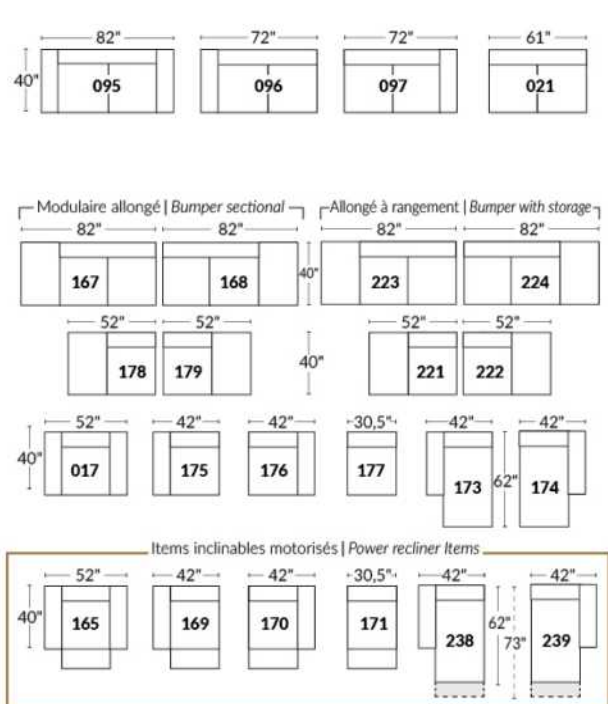 82" 72" 72" 61"
40" 095 096 097 021
Modulaire allongé | Bumper sectional Allongé à rangement | Bumper with storage
82" 82" 82" 82"
167 168 40" 223 224
52" 52" 52" 52"
178 179 40" 221 222
52" 42" 42" 30,5" 42" 42"
40" 017 175 176 177 173 62" 174
Items inclinables motorisés | Power recliner Items
52" 42" 42" 30,5" 42" 42"
40" 165 169 170 171 238 62" 73" 239